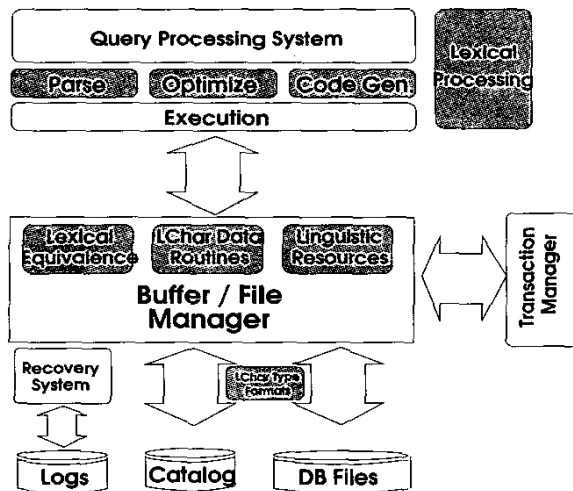 Query Processing System
Lexical
Processing
Parse
Optimize
Code Gen
Execution
Lexical
Equivalence
LChar Data
Routines
Linguistic
Resources
Buffer / File
Manager
Transaction
Manager
Recovery
System
LChar Type
Formats
Logs
Catalog
DB Files